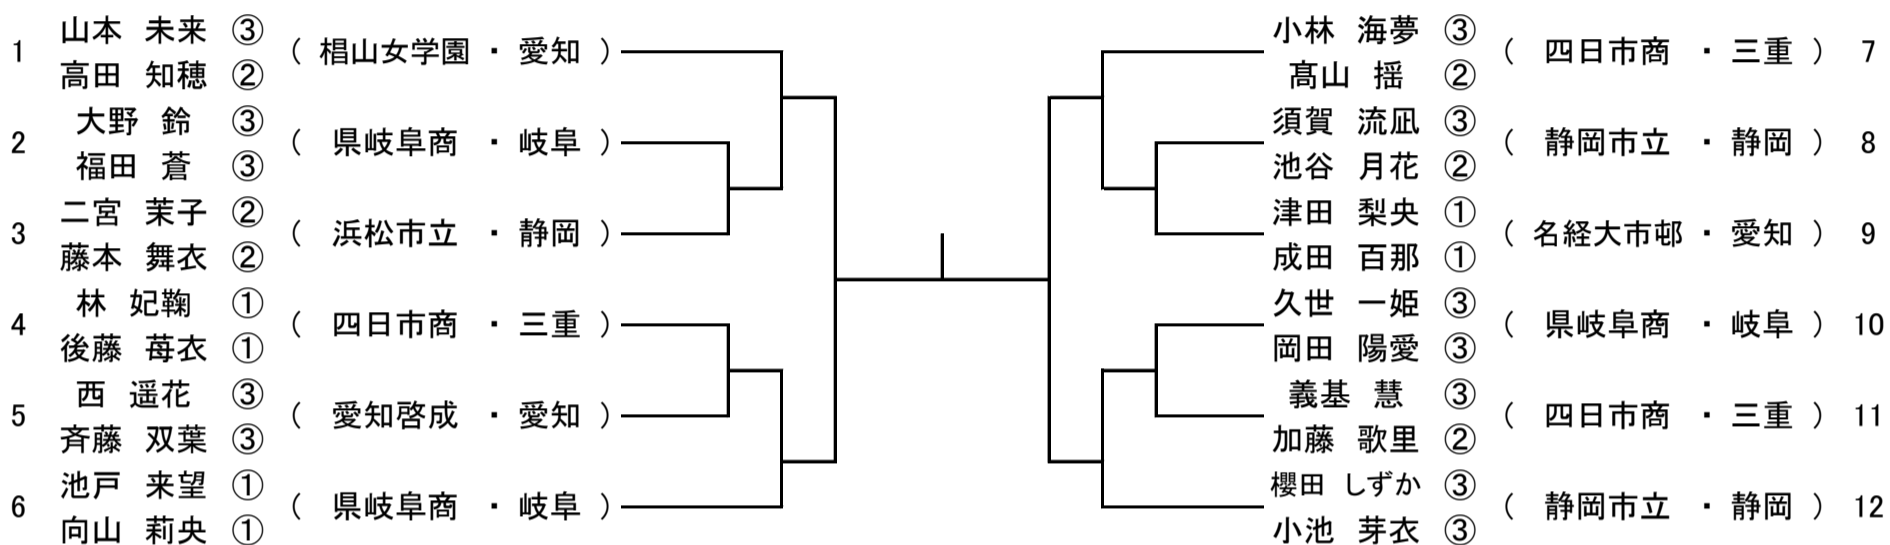 山本 未来 ③
1 ( 椙山女学園 ・ 愛知 )
高田 知穂 ②
大野 鈴 ③
2 ( 県岐阜商 ・ 岐阜 )
福田 蒼 ③
二宮 茉子 ②
3 ( 浜松市立 ・ 静岡 )
藤本 舞衣 ②
林 妃鞠 ①
4 ( 四日市商 ・ 三重 )
後藤 苺衣 ①
西 遥花 ③
5 ( 愛知啓成 ・ 愛知 )
斉藤 双葉 ③
池戸 来望 ①
6 ( 県岐阜商 ・ 岐阜 )
向山 莉央 ①
小林 海夢 ③
( 四日市商 ・ 三重 ) 7
髙山 揺 ②
須賀 流凪 ③
( 静岡市立 ・ 静岡 ) 8
池谷 月花 ②
津田 梨央 ①
( 名経大市邨 ・ 愛知 ) 9
成田 百那 ①
久世 一姫 ③
( 県岐阜商 ・ 岐阜 ) 10
岡田 陽愛 ③
義基 慧 ③
( 四日市商 ・ 三重 ) 11
加藤 歌里 ②
櫻田 しずか ③
( 静岡市立 ・ 静岡 ) 12
小池 芽衣 ③